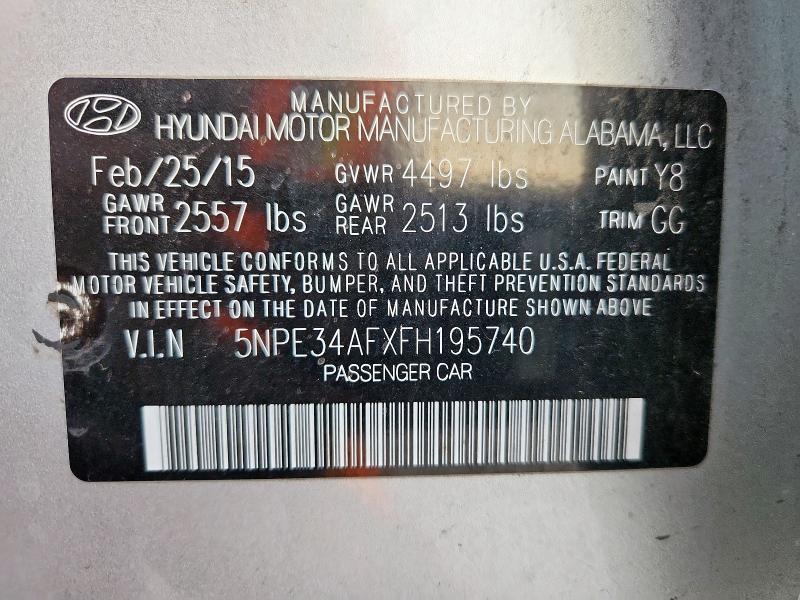 MANUFACTURED BY
HYUNDAI MOTOR MANUFACTURING ALABAMA, LLC
Feb/25/15 GVWR 4497 lbs PAINT Y8
GAWR FRONT 2557 lbs GAWR REAR 2513 lbs TRIM GG
THIS VEHICLE CONFORMS TO ALL APPLICABLE U.S.A. FEDERAL
MOTOR VEHICLE SAFETY, BUMPER, AND THEFT PREVENTION STANDARDS
IN EFFECT ON THE DATE OF MANUFACTURE SHOWN ABOVE
V.I.N 5NPE34AFXFH195740
PASSENGER CAR